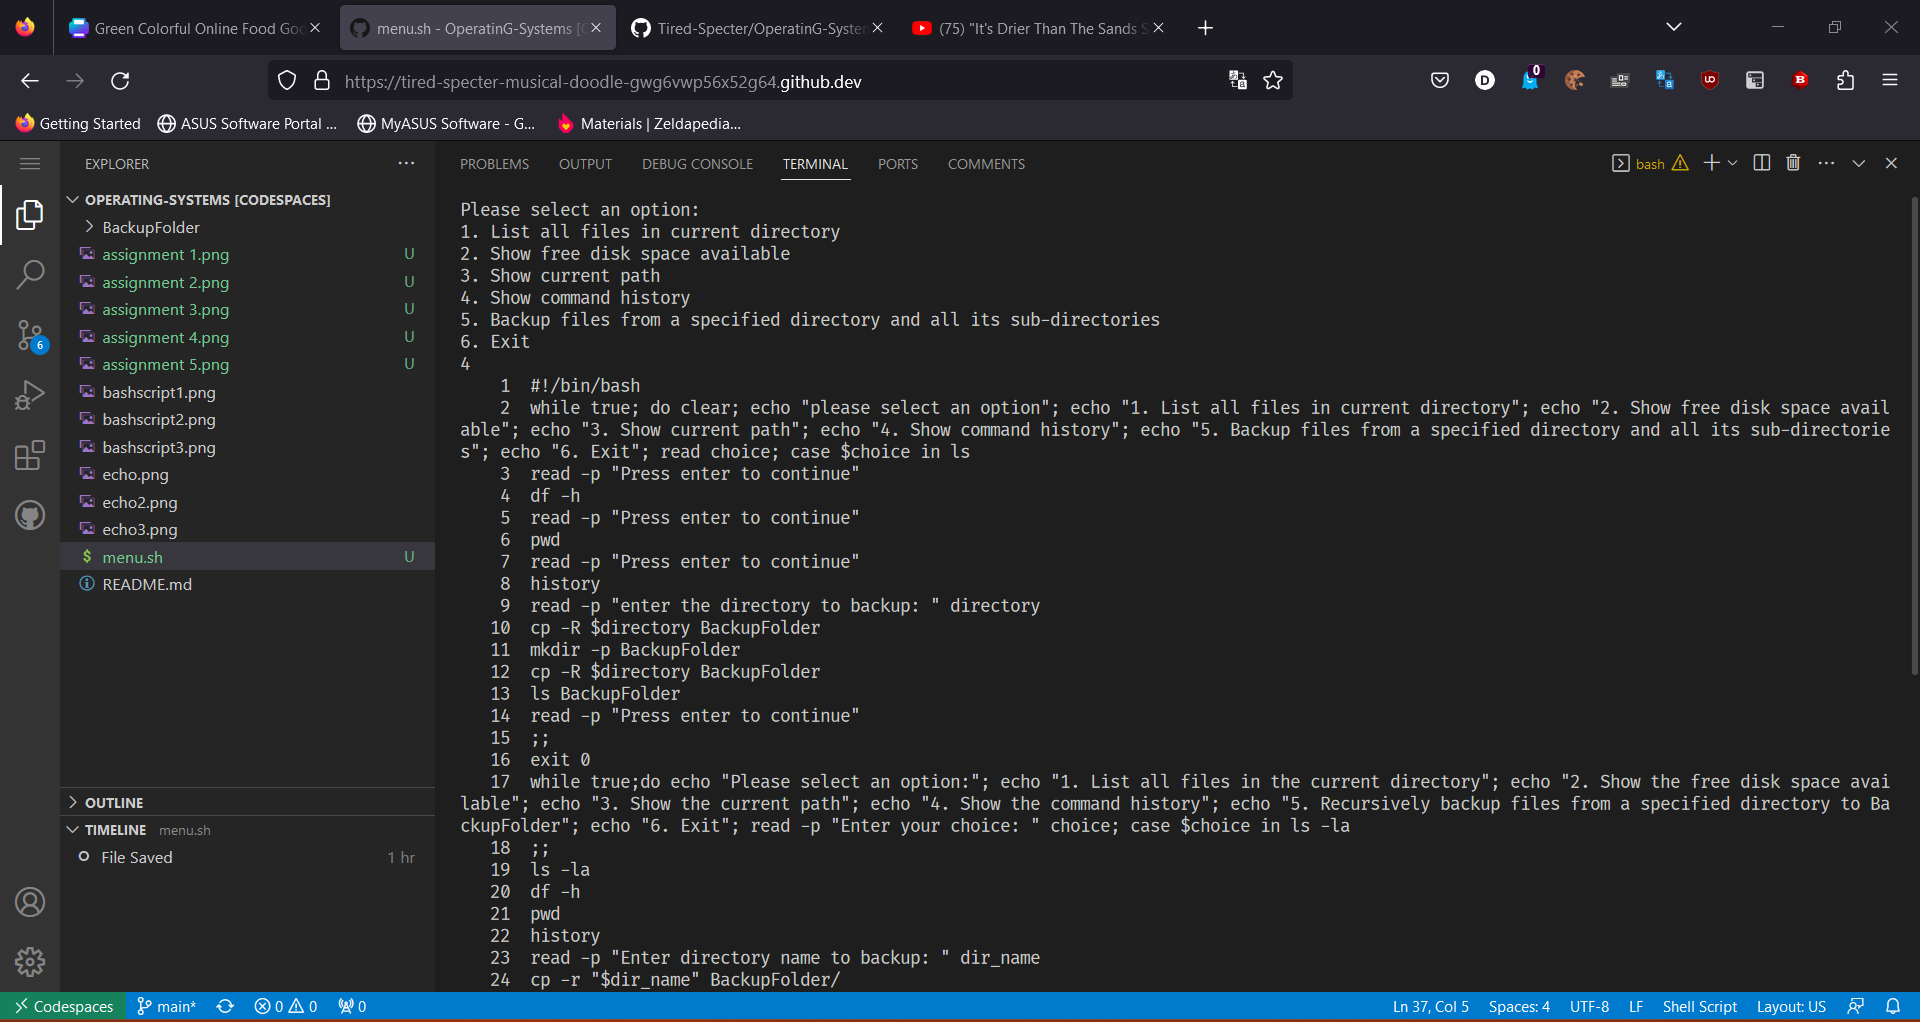 Green Colorful Online Food Goo
menu.sh - OperatinG-Systems [C
Tired-Specter/OperatinG-System
(75) "It's Drier Than The Sands S
https://tired-specter-musical-doodle-gwg6vwp56x52g64.github.dev
0
Getting Started
ASUS Software Portal ...
MyASUS Software - G...
Materials | Zeldapedia...
EXPLORER
OPERATING-SYSTEMS [CODESPACES]
BackupFolder
assignment 1.png U
assignment 2.png U
assignment 3.png U
assignment 4.png U
assignment 5.png U
bashscript1.png
bashscript2.png
bashscript3.png
echo.png
echo2.png
echo3.png
$ menu.sh U
README.md
6
OUTLINE
TIMELINE menu.sh
File Saved 1 hr
PROBLEMS OUTPUT DEBUG CONSOLE TERMINAL PORTS COMMENTS
bash
Please select an option:
1. List all files in current directory
2. Show free disk space available
3. Show current path
4. Show command history
5. Backup files from a specified directory and all its sub-directories
6. Exit
4
1 #!/bin/bash
2 while true; do clear; echo "please select an option"; echo "1. List all files in current directory"; echo "2. Show free disk space avail
able"; echo "3. Show current path"; echo "4. Show command history"; echo "5. Backup files from a specified directory and all its sub-directorie
s"; echo "6. Exit"; read choice; case $choice in ls
3 read -p "Press enter to continue"
4 df -h
5 read -p "Press enter to continue"
6 pwd
7 read -p "Press enter to continue"
8 history
9 read -p "enter the directory to backup: " directory
10 cp -R $directory BackupFolder
11 mkdir -p BackupFolder
12 cp -R $directory BackupFolder
13 ls BackupFolder
14 read -p "Press enter to continue"
15 ;;
16 exit 0
17 while true;do echo "Please select an option:"; echo "1. List all files in the current directory"; echo "2. Show the free disk space avai
lable"; echo "3. Show the current path"; echo "4. Show the command history"; echo "5. Recursively backup files from a specified directory to Ba
ckupFolder"; echo "6. Exit"; read -p "Enter your choice: " choice; case $choice in ls -la
18 ;;
19 ls -la
20 df -h
21 pwd
22 history
23 read -p "Enter directory name to backup: " dir_name
24 cp -r "$dir_name" BackupFolder/
Codespaces main* 0 0 0
Ln 37, Col 5 Spaces: 4 UTF-8 LF Shell Script Layout: US